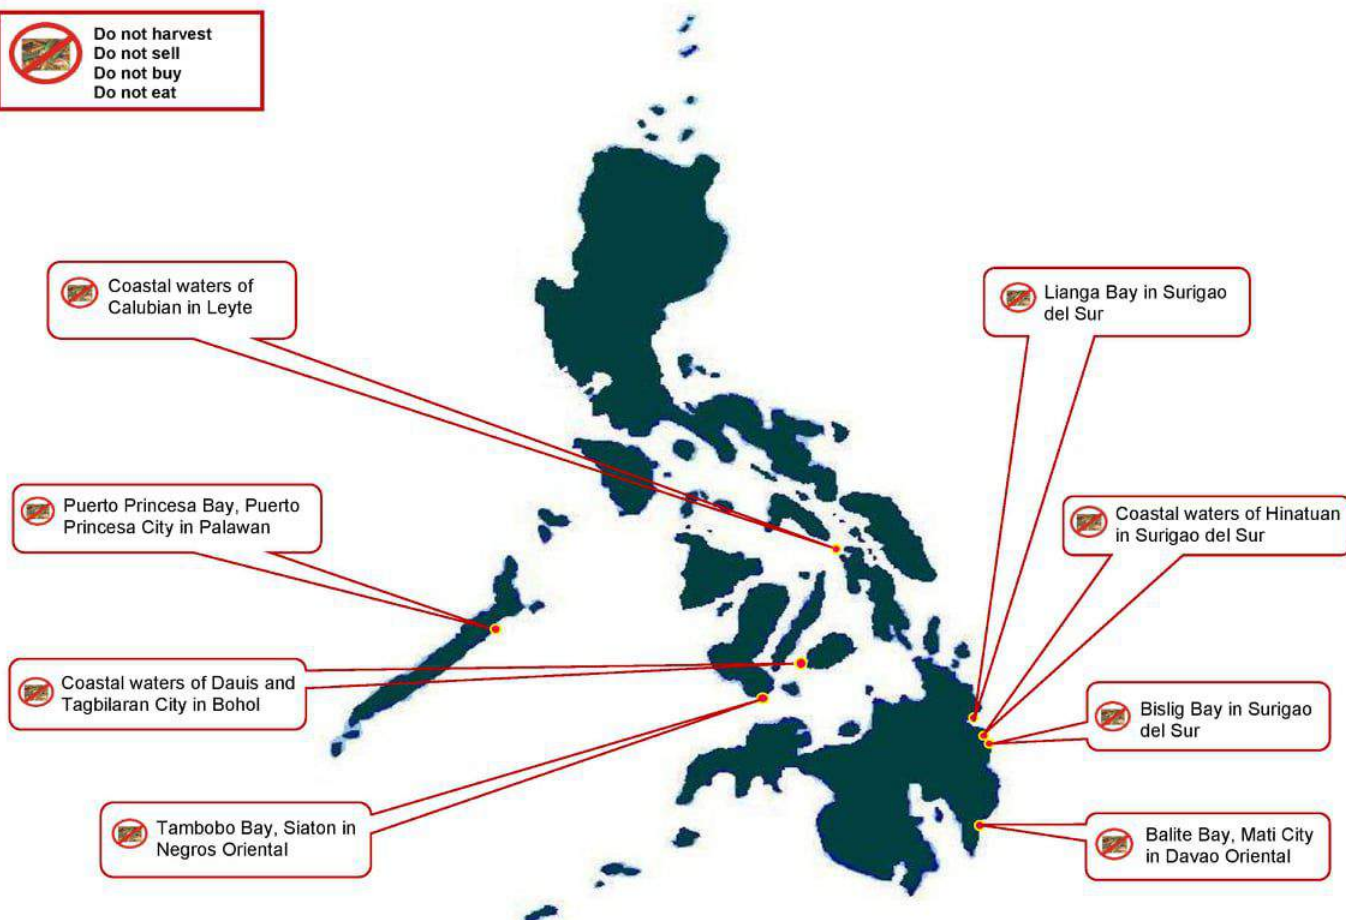 Do not harvest
Do not sell
Do not buy
Do not eat
Coastal waters of
Calubian in Leyte
Lianga Bay in Surigao
del Sur
Puerto Princesa Bay, Puerto
Princesa City in Palawan
Coastal waters of Hinatuan
in Surigao del Sur
Coastal waters of Dauis and
Tagbilaran City in Bohol
Bislig Bay in Surigao
del Sur
Tambobo Bay, Siaton in
Negros Oriental
Balite Bay, Mati City
in Davao Oriental